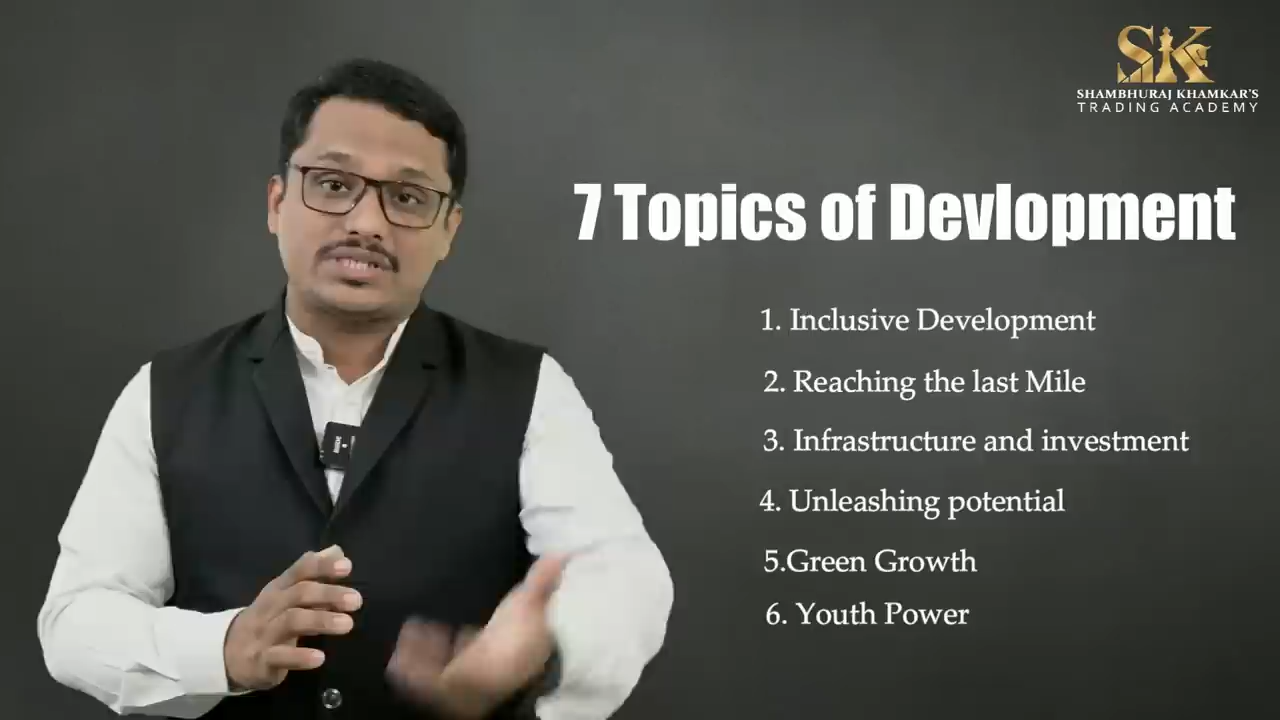 SK
SHAMBHURAJ KHAMKAR'S
TRADING ACADEMY
7 Topics of Devlopment
1. Inclusive Development
2. Reaching the last Mile
3. Infrastructure and investment
4. Unleashing potential
5.Green Growth
6. Youth Power